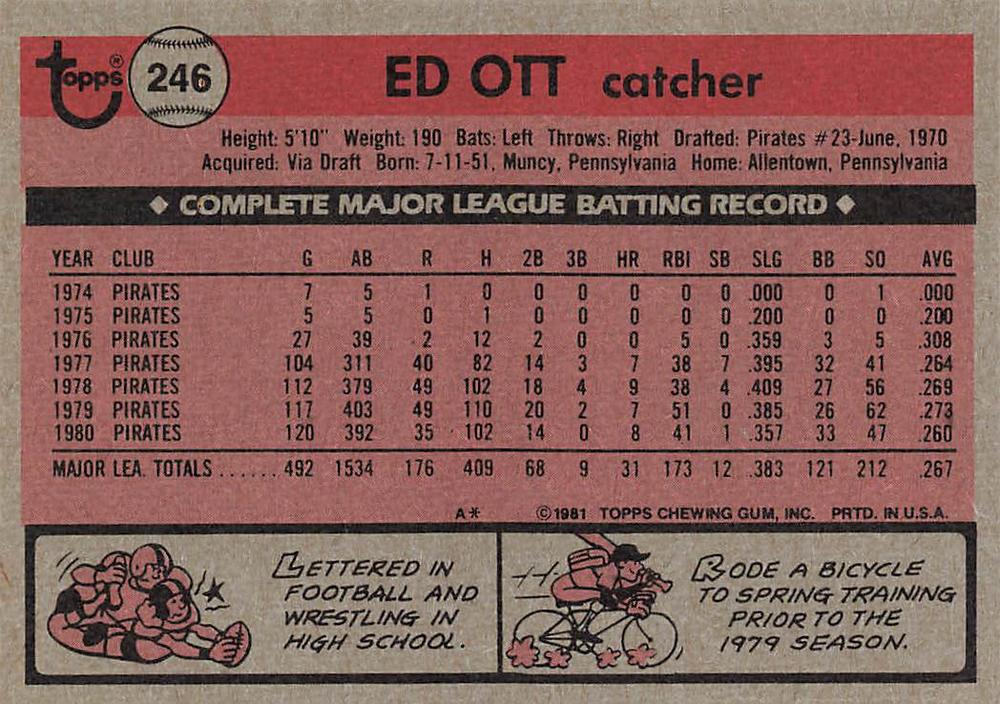 topps® 246 ED OTT catcher
Height: 5'10" Weight: 190 Bats: Left Throws: Right Drafted: Pirates #23-June, 1970
Acquired: Via Draft Born: 7-11-51, Muncy, Pennsylvania Home: Allentown, Pennsylvania
◆ COMPLETE MAJOR LEAGUE BATTING RECORD ◆
YEAR CLUB G AB R H 2B 3B HR RBI SB SLG BB SO AVG
1974 PIRATES 7 5 1 0 0 0 0 0 0 .000 0 1 .000
1975 PIRATES 5 5 0 1 0 0 0 0 0 .200 0 0 .200
1976 PIRATES 27 39 2 12 2 0 0 5 0 .359 3 5 .308
1977 PIRATES 104 311 40 82 14 3 7 38 7 .395 32 41 .264
1978 PIRATES 112 379 49 102 18 4 9 38 4 .409 27 56 .269
1979 PIRATES 117 403 49 110 20 2 7 51 0 .385 26 62 .273
1980 PIRATES 120 392 35 102 14 0 8 41 1 .357 33 47 .260
MAJOR LEA. TOTALS ...... 492 1534 176 409 68 9 31 173 12 .383 121 212 .267
A* ©1981 TOPPS CHEWING GUM, INC. PRTD. IN U.S.A.
LETTERED IN
FOOTBALL AND
WRESTLING IN
HIGH SCHOOL.
RODE A BICYCLE
TO SPRING TRAINING
PRIOR TO THE
1979 SEASON.